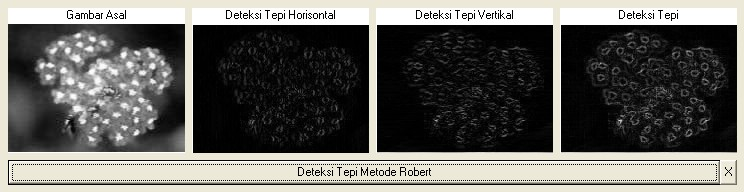 Gambar Asal
Deteksi Tepi Horisontal
Deteksi Tepi Vertikal
Deteksi Tepi
Deteksi Tepi Metode Robert
X